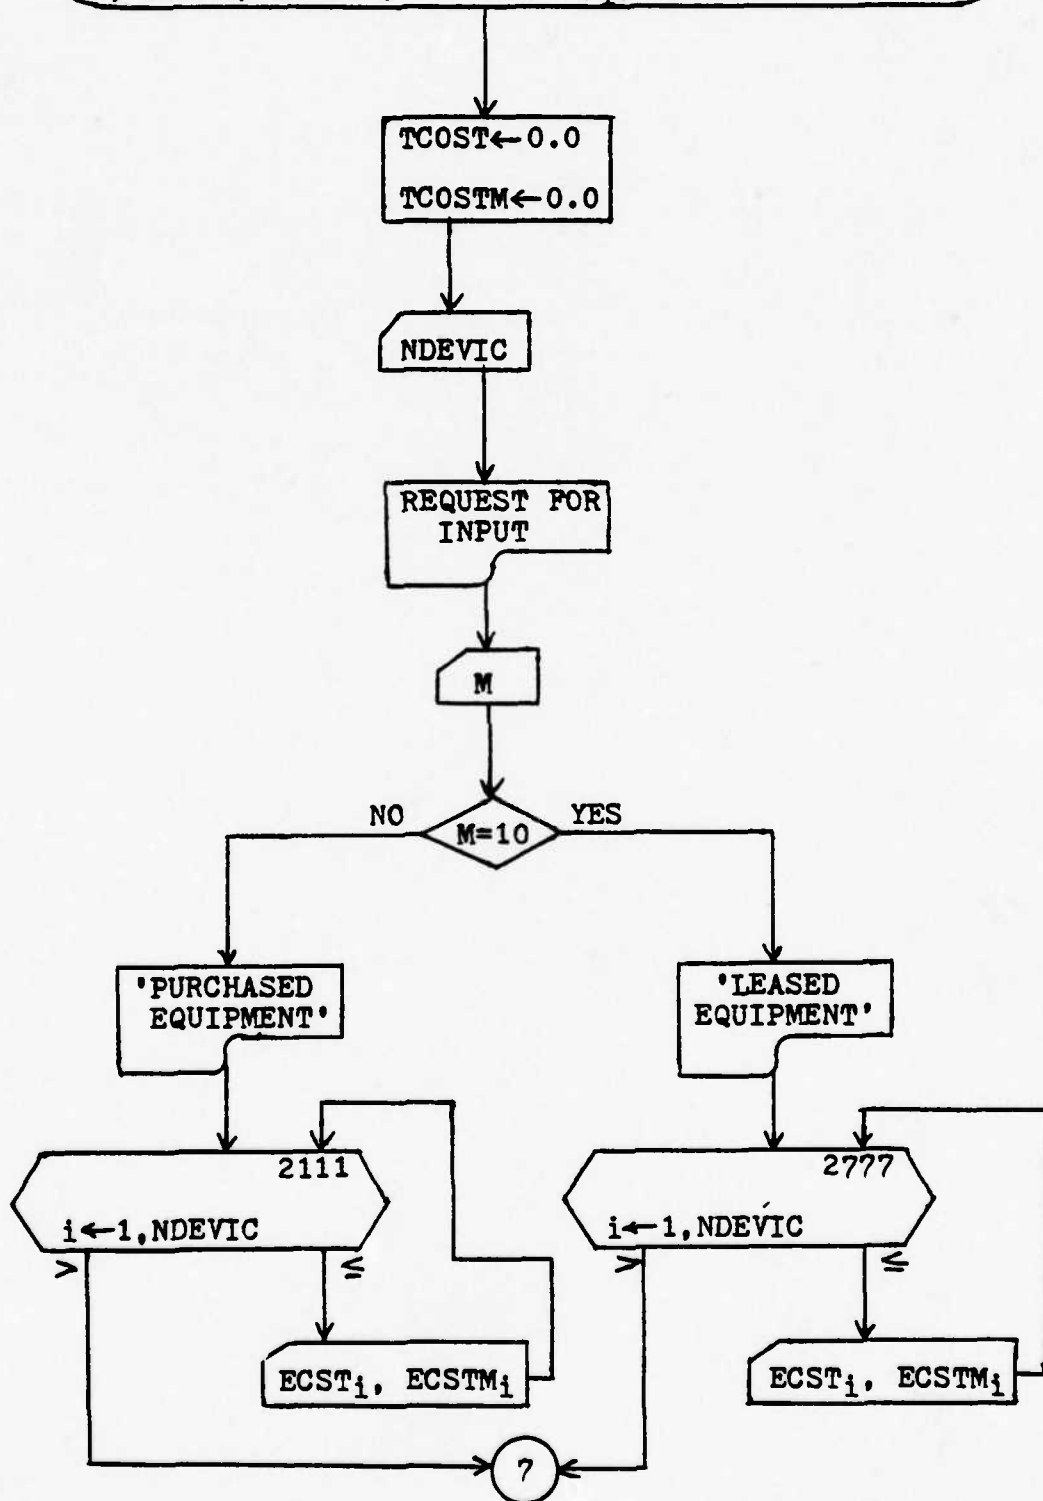 TCOST←0.0
TCOSTM←0.0
NDEVIC
REQUEST FOR
INPUT
M
NO
M=10
YES
'PURCHASED
EQUIPMENT'
'LEASED
EQUIPMENT'
2111
i←1,NDEVIC
>
≤
2777
i←1,NDEVIC
>
≤
ECSTi, ECSTMi
ECSTi, ECSTMi
7